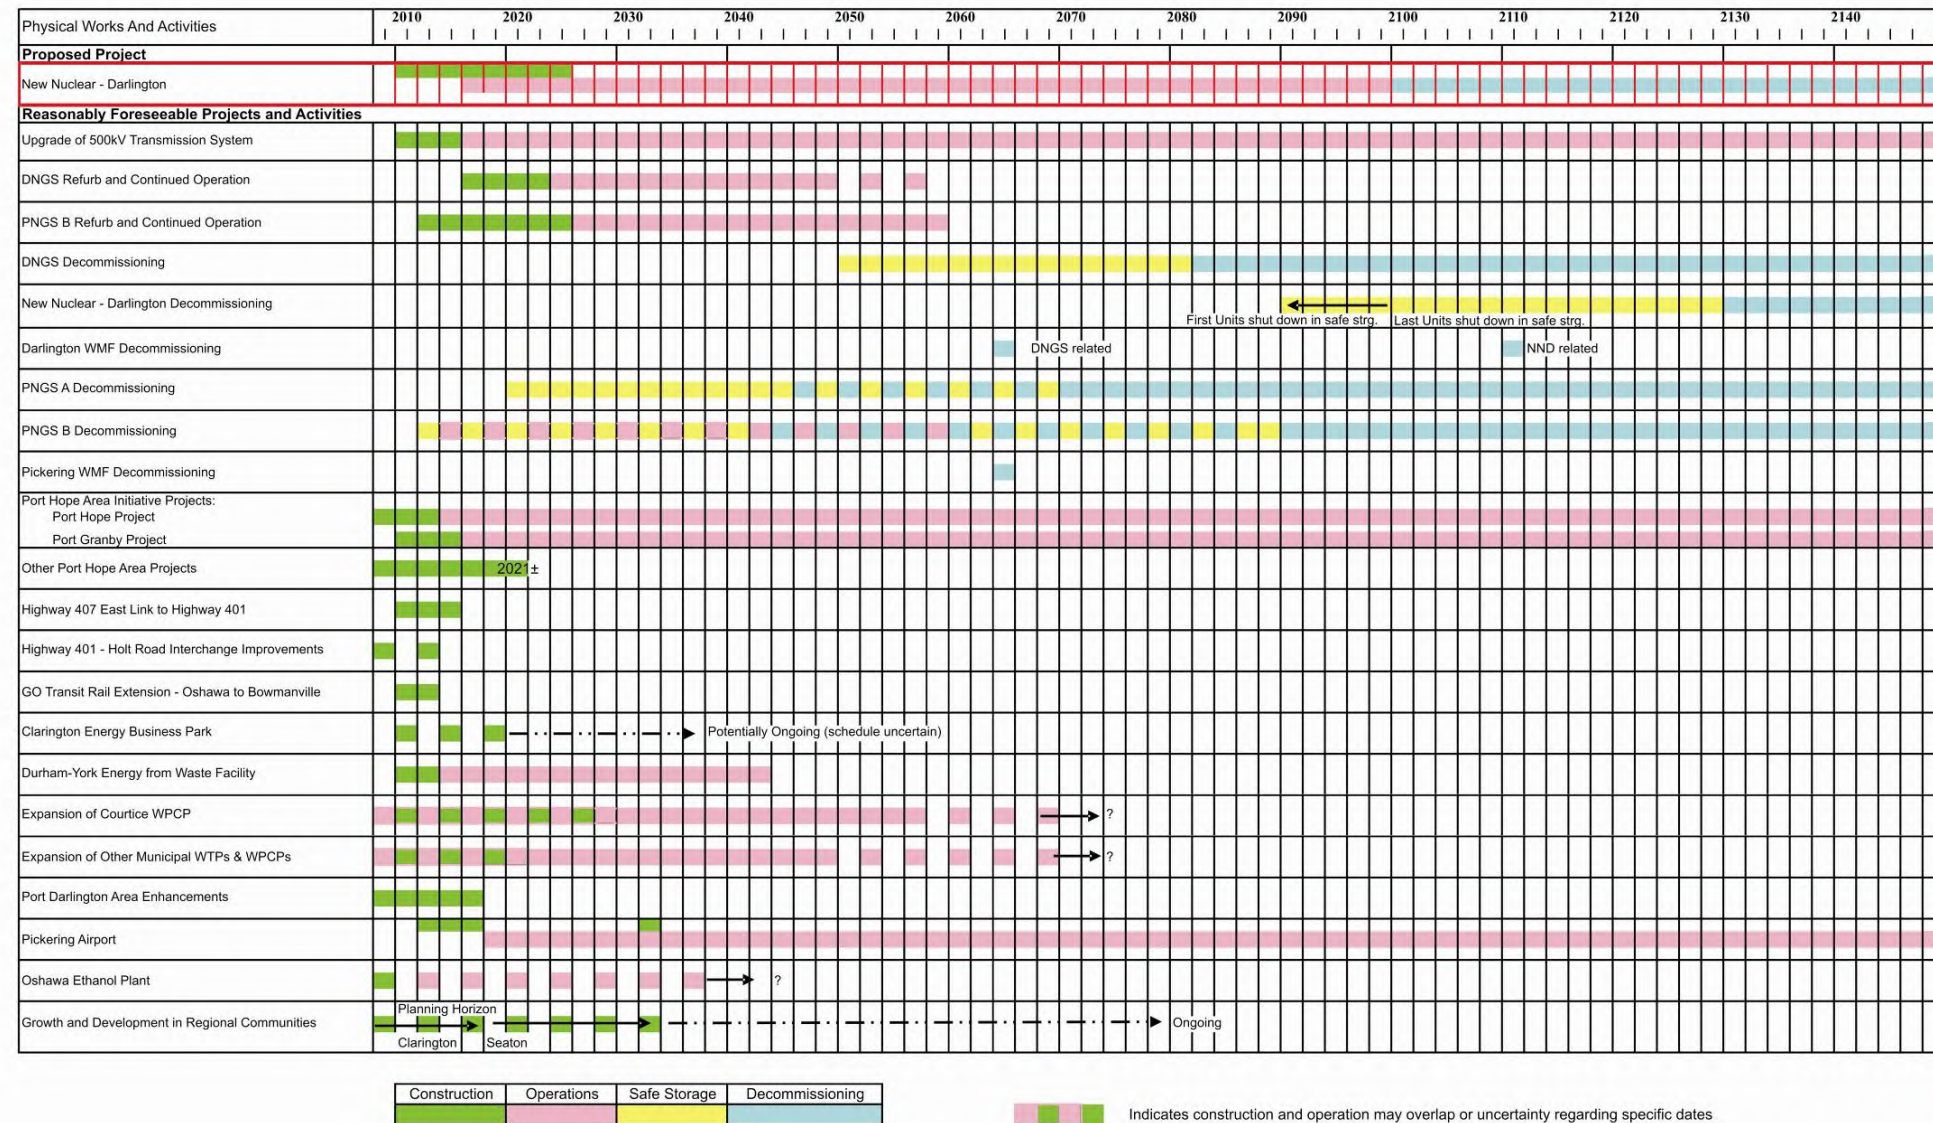 Physical Works And Activities
2010 2020 2030 2040 2050 2060 2070 2080 2090 2100 2110 2120 2130 2140
Proposed Project
New Nuclear - Darlington
Reasonably Foreseeable Projects and Activities
Upgrade of 500kV Transmission System
DNGS Refurb and Continued Operation
PNGS B Refurb and Continued Operation
DNGS Decommissioning
New Nuclear - Darlington Decommissioning
First Units shut down in safe strg. Last Units shut down in safe strg.
Darlington WMF Decommissioning DNGS related NND related
PNGS A Decommissioning
PNGS B Decommissioning
Pickering WMF Decommissioning
Port Hope Area Initiative Projects:
Port Hope Project
Port Granby Project
Other Port Hope Area Projects 2021±
Highway 407 East Link to Highway 401
Highway 401 - Holt Road Interchange Improvements
GO Transit Rail Extension - Oshawa to Bowmanville
Clarington Energy Business Park Potentially Ongoing (schedule uncertain)
Durham-York Energy from Waste Facility
Expansion of Courtice WPCP ?
Expansion of Other Municipal WTPs & WPCPs ?
Port Darlington Area Enhancements
Pickering Airport
Oshawa Ethanol Plant ?
Planning Horizon
Growth and Development in Regional Communities Ongoing
Clarington Seaton
Construction Operations Safe Storage Decommissioning
Indicates construction and operation may overlap or uncertainty regarding specific dates